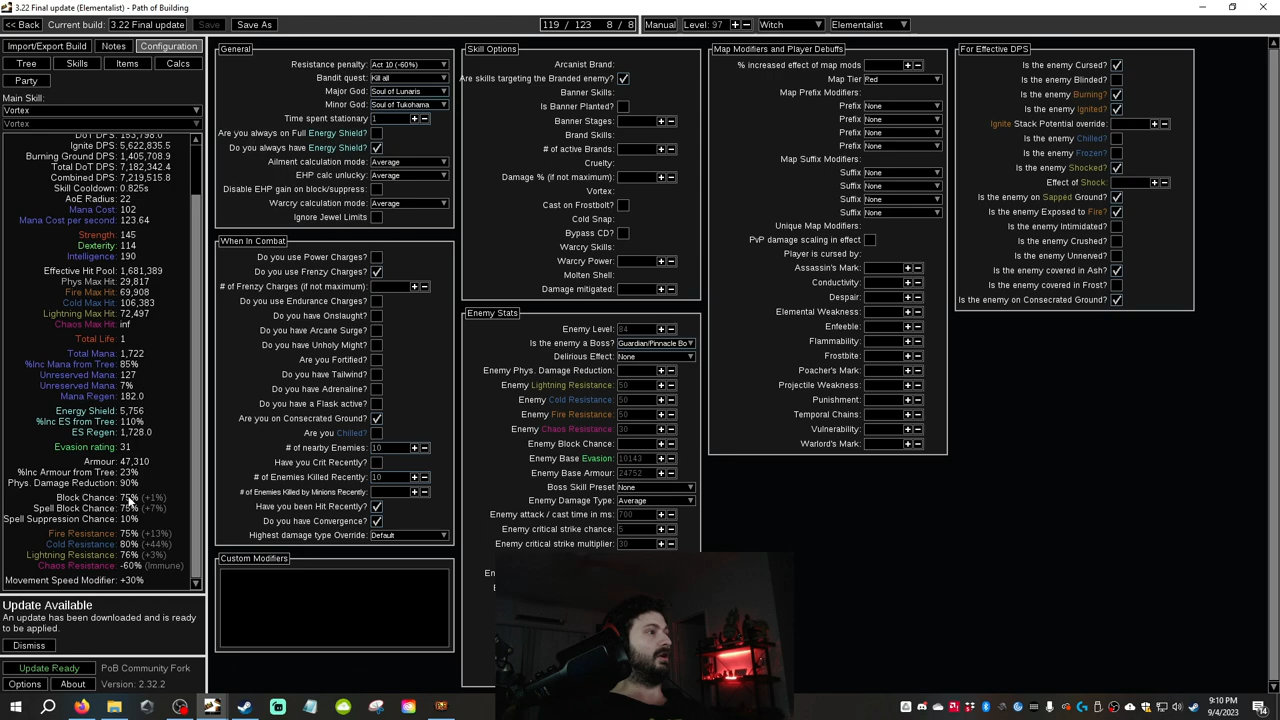 3.22 Final update (Elementalist) - Path of Building
<< Back
Current build:
3.22 Final update
Save
Save As
119 / 123   8 / 8
Manual
Level: 97
Witch
Elementalist
Import/Export Build
Notes
Configuration
Tree
Skills
Items
Calcs
Party
Main Skill:
Vortex
Vortex
DoT DPS: 153,798.0
Ignite DPS: 5,622,835.5
Burning Ground DPS: 1,405,708.9
Total DoT DPS: 7,182,342.4
Combined DPS: 7,219,515.8
Skill Cooldown: 0.825s
AoE Radius: 22
Mana Cost: 102
Mana Cost per second: 123.64
Strength: 145
Dexterity: 114
Intelligence: 190
Effective Hit Pool: 1,681,389
Phys Max Hit: 29,817
Fire Max Hit: 69,908
Cold Max Hit: 106,383
Lightning Max Hit: 72,497
Chaos Max Hit: inf
Total Life: 1
Total Mana: 1,722
%Inc Mana from Tree: 85%
Unreserved Mana: 127
Unreserved Mana: 7%
Mana Regen: 182.0
Energy Shield: 5,756
%Inc ES from Tree: 110%
ES Regen: 1,728.0
Evasion rating: 31
Armour: 47,310
%Inc Armour from Tree: 23%
Phys. Damage Reduction: 90%
Block Chance: 75% (+1%)
Spell Block Chance: 75% (+7%)
Spell Suppression Chance: 10%
Fire Resistance: 75% (+13%)
Cold Resistance: 80% (+44%)
Lightning Resistance: 76% (+3%)
Chaos Resistance: -60% (Immune)
Movement Speed Modifier: +30%
Update Available
An update has been downloaded and is ready
to be applied.
Dismiss
Update Ready
PoB Community Fork
Options
About
Version: 2.32.2
General
Resistance penalty: Act 10 (-60%)
Bandit quest: Kill all
Major God: Soul of Lunaris
Minor God: Soul of Tukohama
Time spent stationary 1
Are you always on Full Energy Shield?
Do you always have Energy Shield?
Ailment calculation mode: Average
EHP calc unlucky: Average
Disable EHP gain on block/suppress:
Warcry calculation mode: Average
Ignore Jewel Limits
When In Combat
Do you use Power Charges?
Do you use Frenzy Charges?
# of Frenzy Charges (if not maximum):
Do you use Endurance Charges?
Do you have Onslaught?
Do you have Arcane Surge?
Do you have Unholy Might?
Are you Fortified?
Do you have Tailwind?
Do you have Adrenaline?
Do you have a Flask active?
Are you on Consecrated Ground?
Are you Chilled?
# of nearby Enemies: 10
Have you Crit Recently?
# of Enemies Killed Recently: 10
# of Enemies Killed by Minions Recently:
Have you been Hit Recently?
Do you have Convergence?
Highest damage type Override: Default
Custom Modifiers
Skill Options
Arcanist Brand:
Are skills targeting the Branded enemy?
Banner Skills:
Is Banner Planted?
Banner Stages:
Brand Skills:
# of active Brands:
Cruelty:
Damage % (if not maximum):
Vortex:
Cast on Frostbolt?
Cold Snap:
Bypass CD?
Warcry Skills:
Warcry Power:
Molten Shell:
Damage mitigated:
Enemy Stats
Enemy Level: 84
Is the enemy a Boss? Guardian/Pinnacle Bo
Delirious Effect: None
Enemy Phys. Damage Reduction:
Enemy Lightning Resistance: 50
Enemy Cold Resistance: 50
Enemy Fire Resistance: 50
Enemy Chaos Resistance: 30
Enemy Block Chance:
Enemy Base Evasion: 10143
Enemy Base Armour: 24752
Boss Skill Preset None
Enemy Damage Type: Average
Enemy attack / cast time in ms: 700
Enemy critical strike chance: 5
Enemy critical strike multiplier: 30
Map Modifiers and Player Debuffs
% increased effect of map mods
Map Tier Red
Map Prefix Modifiers:
Prefix None
Prefix None
Prefix None
Prefix None
Map Suffix Modifiers:
Suffix None
Suffix None
Suffix None
Suffix None
Unique Map Modifiers:
PvP damage scaling in effect
Player is cursed by:
Assassin's Mark:
Conductivity:
Despair:
Elemental Weakness:
Enfeeble:
Flammability:
Frostbite:
Poacher's Mark:
Projectile Weakness:
Punishment:
Temporal Chains:
Vulnerability:
Warlord's Mark:
For Effective DPS
Is the enemy Cursed?
Is the enemy Blinded?
Is the enemy Burning?
Is the enemy Ignited?
Ignite Stack Potential override:
Is the enemy Chilled?
Is the enemy Frozen?
Is the enemy Shocked?
Effect of Shock:
Is the enemy on Sapped Ground?
Is the enemy Exposed to Fire?
Is the enemy Intimidated?
Is the enemy Crushed?
Is the enemy Unnerved?
Is the enemy covered in Ash?
Is the enemy covered in Frost?
Is the enemy on Consecrated Ground?
9:10 PM
9/4/2023
14